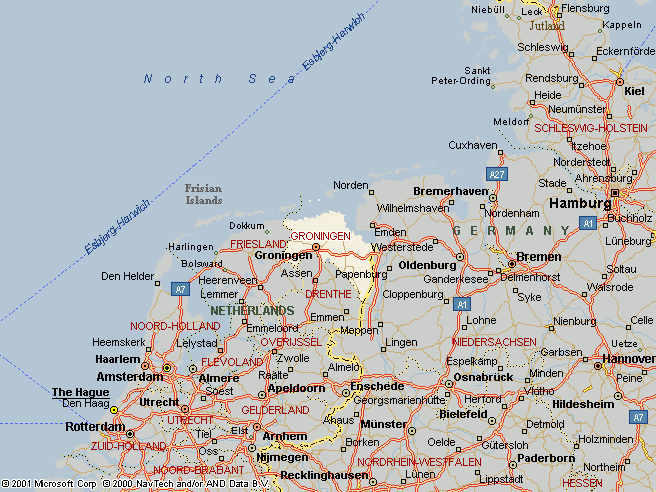 Flensburg
Niebüll
Leck
Kappeln
Jutland
Schleswig
Eckernförde
Esbjerg-Harwich
North Sea
Sankt
Peter-Ording
Rendsburg
Kiel
Heide
Neumünster
Meldorf
SCHLESWIG-HOLSTEIN
Cuxhaven
Itzehoe
Norderstedt
A27
Stade
Ahrensburg
Frisian
Islands
Norden
Bremerhaven
Hamburg
Wilhelmshaven
Nordenham
Buchholz
A1
Esbjerg-Harwich
Dokkum
Emden
GERMANY
Lüneburg
GRONINGEN
Harlingen
FRIESLAND
Westerstede
Groningen
Bolsward
Oldenburg
Bremen
Assen
Papenburg
Ganderkesee
Delmenhorst
Den Helder
A7
Heerenveen
Walsrode
Lemmer
DRENTHE
Cloppenburg
A1
Syke
Soltau
NETHERLANDS
Emmen
NOORD-HOLLAND
Emmeloord
Meppen
Lohne
Nienburg
Uelzen
Heemskerk
Lelystad
OVERIJSSEL
Lingen
NIEDERSACHSEN
Garbsen
Haarlem
FLEVOLAND
Zwolle
Espelkamp
Hannover
Amsterdam
Almere
Raälte
Almelo
Osnabrück
Minden
Peine
The Hague
Soest
Apeldoorn
Enschede
Vlotho
Den Haag
Georgsmarienhütte
Herford
Hildesheim
Utrecht
GELDERLAND
Ahaus
Bielefeld
A7
Rotterdam
UTRECHT
Münster
Detmold
Tiel
Elst
Arnhem
Borken
Oelde
Gütersloh
Holzminden
ZUID-HOLLAND
Oss
Nijmegen
Paderborn
Northeim
NOORD-BRABANT
NORDRHEIN-WESTFALEN
Recklinghausen
Lippstadt
HESSEN
© 2001 Microsoft Corp © 2000 NavTech and/or AND Data B.V.